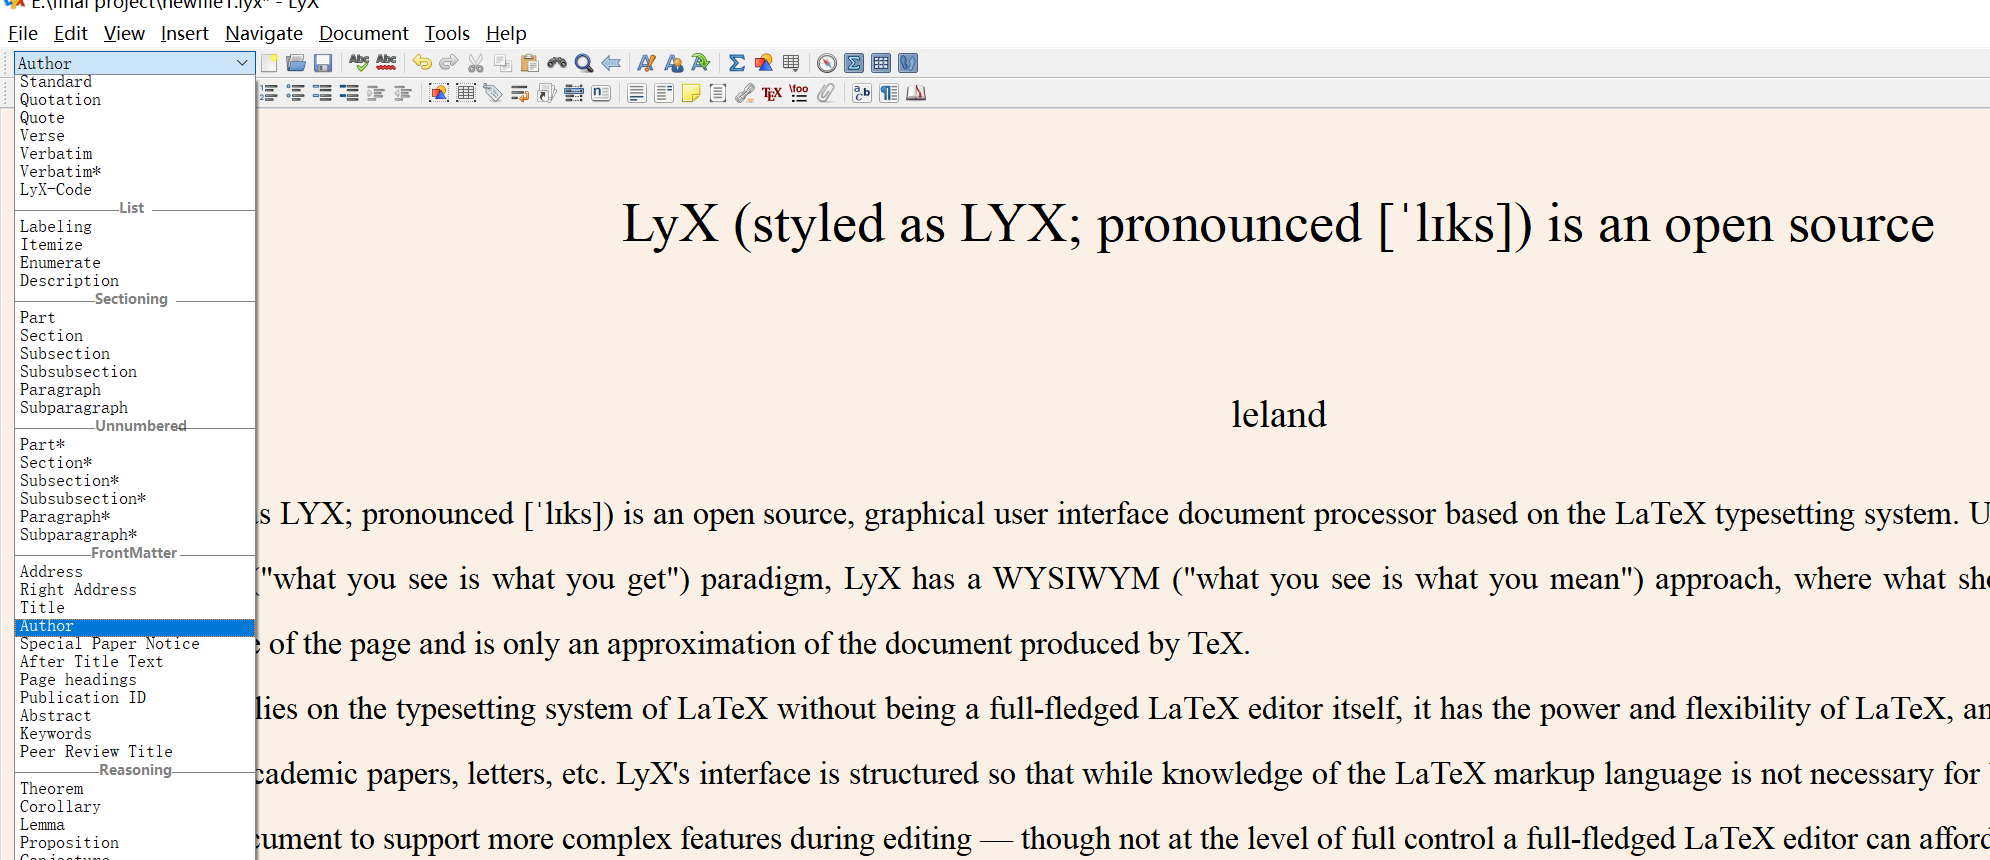 E:\final project\newfile1.lyx* - LyX
File Edit View Insert Navigate Document Tools Help
Author
Standard
Quotation
Quote
Verse
Verbatim
Verbatim*
LyX-Code
List
Labeling
Itemize
Enumerate
Description
Sectioning
Part
Section
Subsection
Subsubsection
Paragraph
Subparagraph
Unnumbered
Part*
Section*
Subsection*
Subsubsection*
Paragraph*
Subparagraph*
FrontMatter
Address
Right Address
Title
Author
Special Paper Notice
After Title Text
Page headings
Publication ID
Abstract
Keywords
Peer Review Title
Reasoning
Theorem
Corollary
Lemma
Proposition
Conjecture
LyX (styled as LYX; pronounced [ˈlɪks]) is an open source
leland
as LYX; pronounced [ˈlɪks]) is an open source, graphical user interface document processor based on the LaTeX typesetting system. U
("what you see is what you get") paradigm, LyX has a WYSIWYM ("what you see is what you mean") approach, where what sho
e of the page and is only an approximation of the document produced by TeX.
lies on the typesetting system of LaTeX without being a full-fledged LaTeX editor itself, it has the power and flexibility of LaTeX, an
cademic papers, letters, etc. LyX's interface is structured so that while knowledge of the LaTeX markup language is not necessary for
cument to support more complex features during editing — though not at the level of full control a full-fledged LaTeX editor can afford